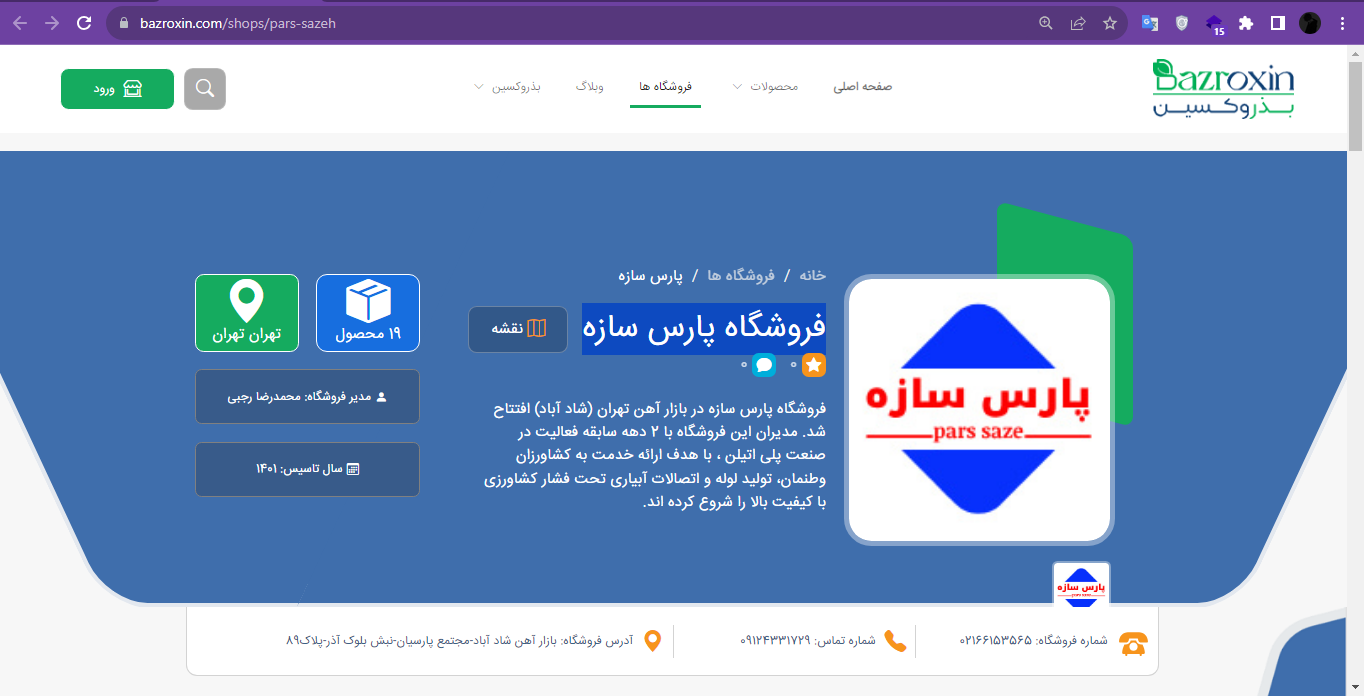 bazroxin.com/shops/pars-sazeh
15
Bazroxin
بذروکسین
صفحه اصلی
محصولات
فروشگاه ها
وبلاگ
بذروکسین
ورود
خانه / فروشگاه ها / پارس سازه
فروشگاه پارس سازه
نقشه
۰ ۰
فروشگاه پارس سازه در بازار آهن تهران (شاد آباد) افتتاح
شد. مدیران این فروشگاه با ۲ دهه سابقه فعالیت در
صنعت پلی اتیلن ، با هدف ارائه خدمت به کشاورزان
وطنمان، تولید لوله و اتصالات آبیاری تحت فشار کشاورزی
با کیفیت بالا را شروع کرده اند.
پارس سازه
pars saze
۱۹ محصول
تهران تهران
مدیر فروشگاه: محمدرضا رجبی
سال تاسیس: ۱۴۰۱
پارس سازه
pars saze
شماره فروشگاه: ۰۲۱۶۶۱۵۳۵۶۵
شماره تماس: ۰۹۱۲۴۳۳۱۷۲۹
آدرس فروشگاه: بازار آهن شاد آباد-مجتمع پارسیان-نبش بلوک آذر-پلاک۸۹